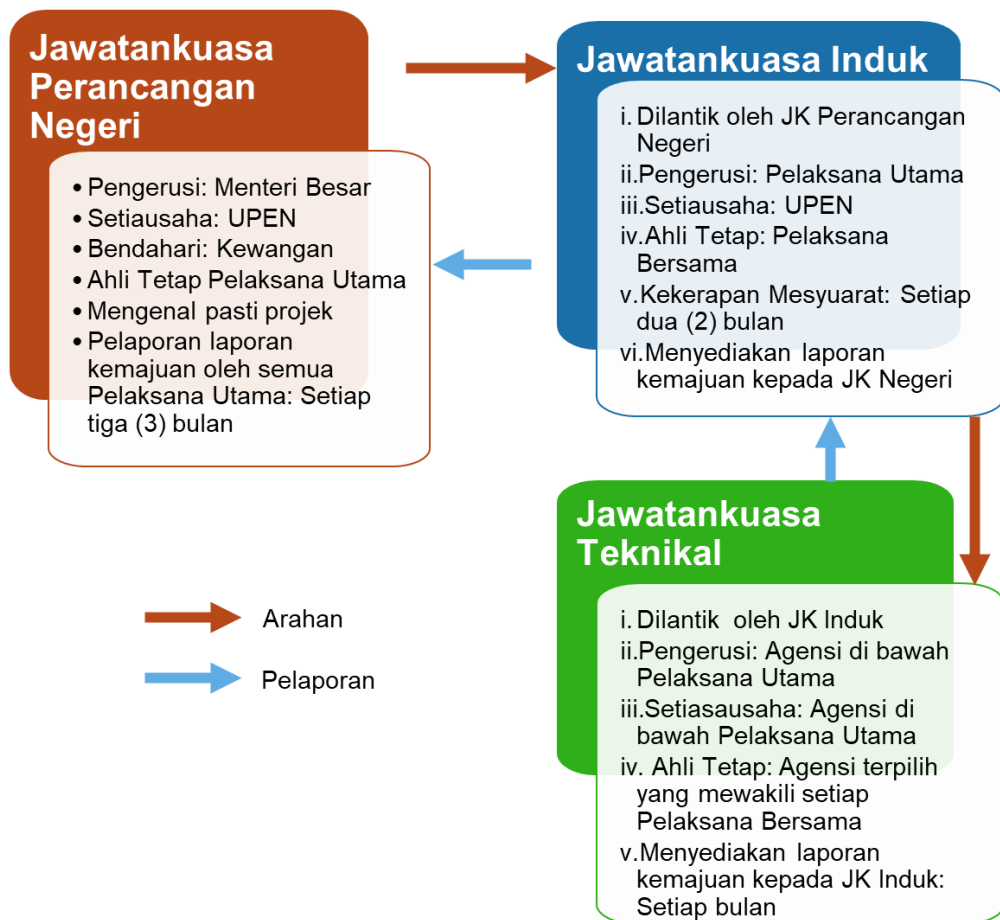 Jawatankuasa
Perancangan
Negeri
• Pengerusi: Menteri Besar
• Setiausaha: UPEN
• Bendahari: Kewangan
• Ahli Tetap Pelaksana Utama
• Mengenal pasti projek
• Pelaporan laporan
kemajuan oleh semua
Pelaksana Utama: Setiap
tiga (3) bulan
Jawatankuasa Induk
i. Dilantik oleh JK Perancangan
Negeri
ii.Pengerusi: Pelaksana Utama
iii.Setiausaha: UPEN
iv.Ahli Tetap: Pelaksana
Bersama
v.Kekerapan Mesyuarat: Setiap
dua (2) bulan
vi.Menyediakan laporan
kemajuan kepada JK Negeri
Jawatankuasa
Teknikal
i. Dilantik oleh JK Induk
ii.Pengerusi: Agensi di bawah
Pelaksana Utama
iii.Setiasausaha: Agensi di
bawah Pelaksana Utama
iv. Ahli Tetap: Agensi terpilih
yang mewakili setiap
Pelaksana Bersama
v.Menyediakan laporan
kemajuan kepada JK Induk:
Setiap bulan
Arahan
Pelaporan